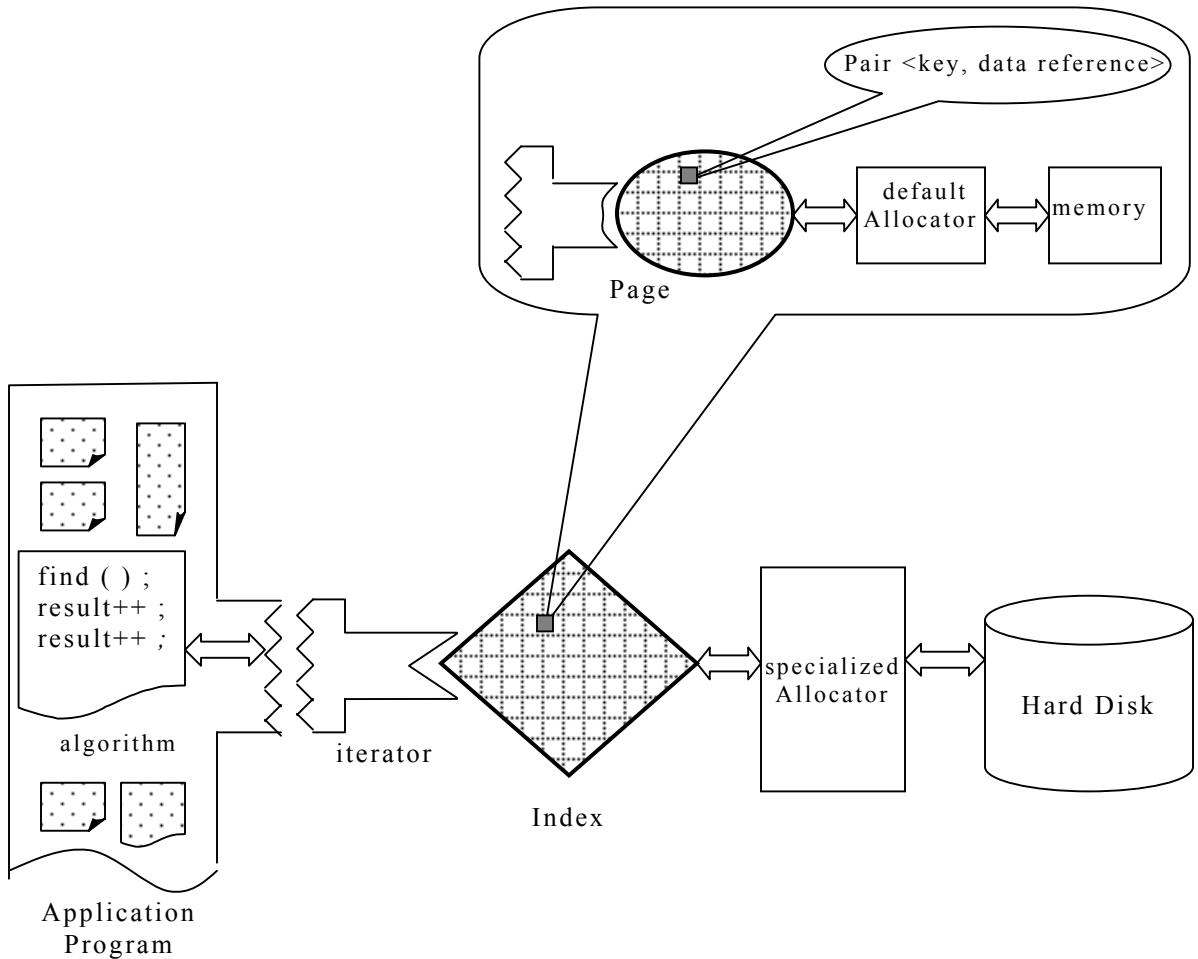 Pair <key, data reference>
default
Allocator
memory
Page
find ( ) ;
result++ ;
result++ ;
algorithm
iterator
Index
specialized
Allocator
Hard Disk
Application
Program